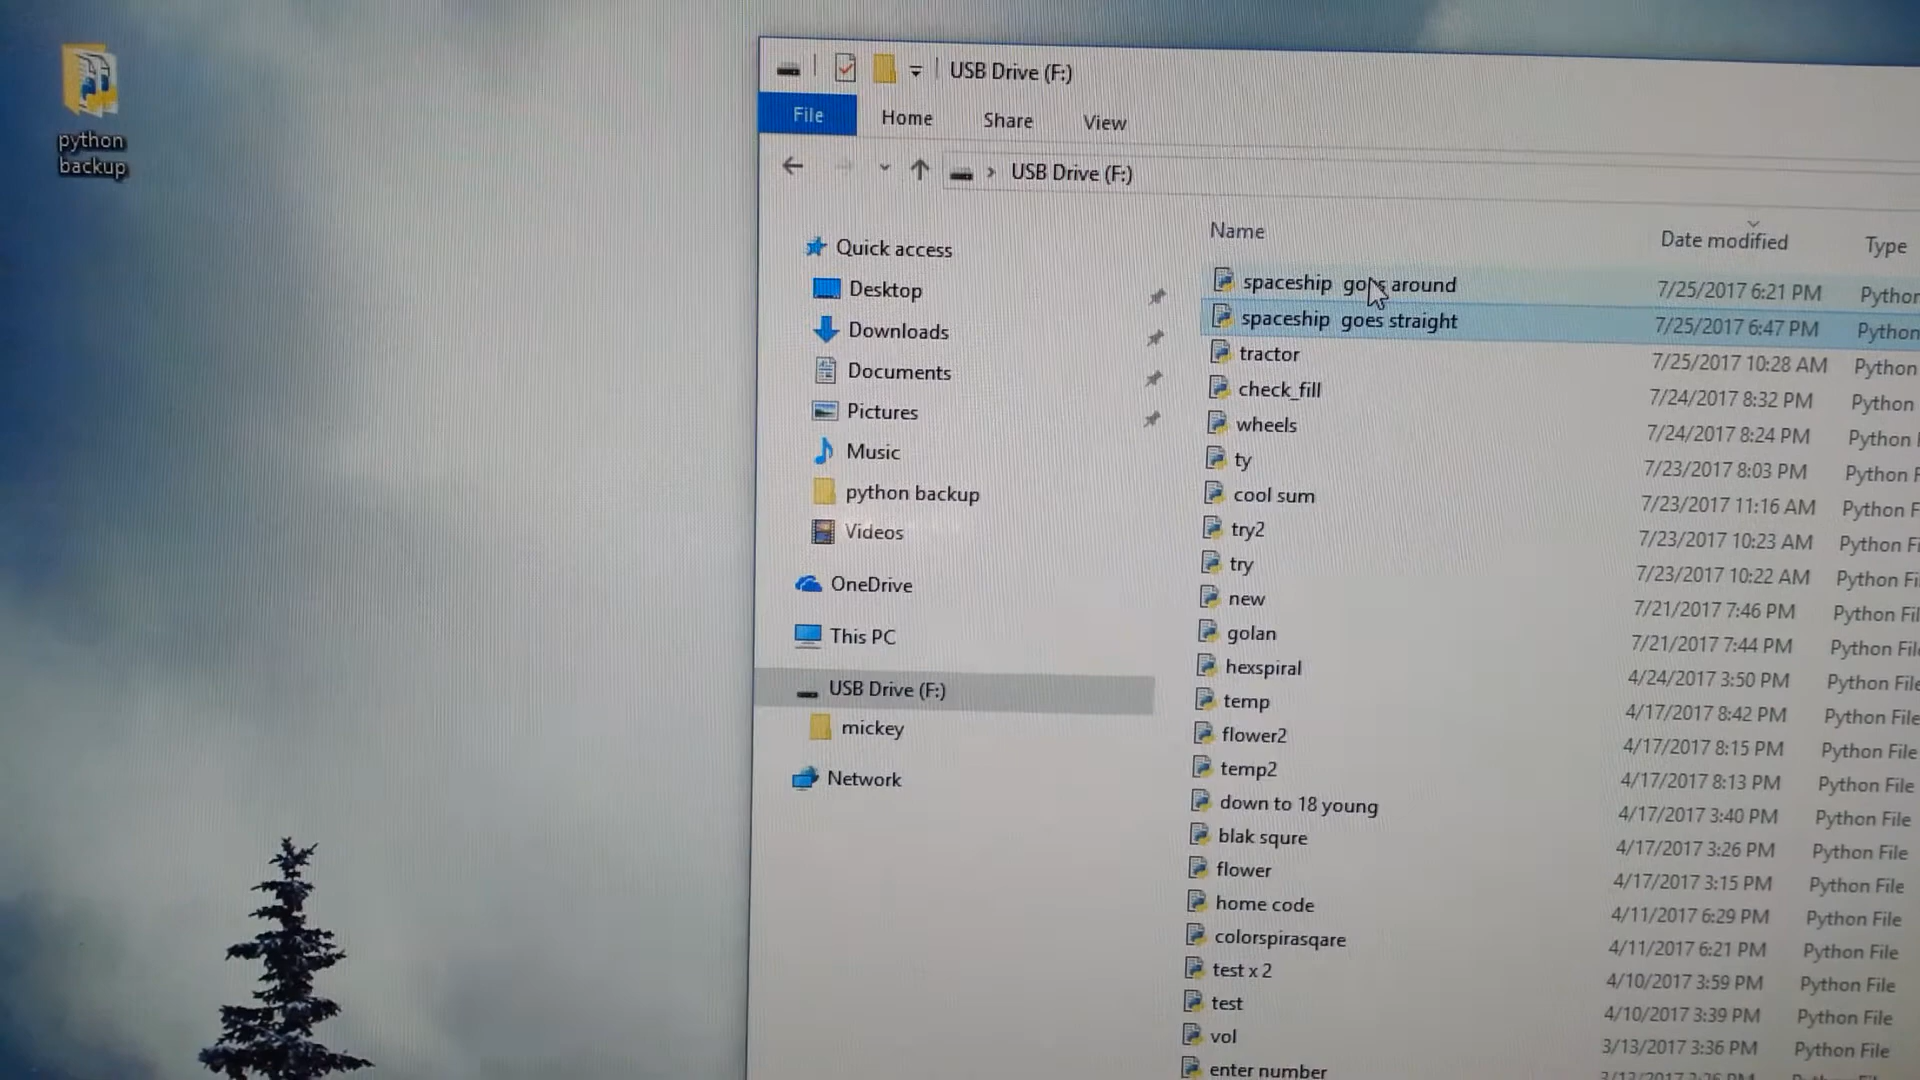 python
backup
USB Drive (F:)
File Home Share View
USB Drive (F:)
Quick access
Desktop
Downloads
Documents
Pictures
Music
python backup
Videos
OneDrive
This PC
USB Drive (F:)
mickey
Network
Name Date modified Type
spaceship goes around 7/25/2017 6:21 PM Python
spaceship goes straight 7/25/2017 6:47 PM Python
tractor 7/25/2017 10:28 AM Python
check_fill 7/24/2017 8:32 PM Python
wheels 7/24/2017 8:24 PM Python
ty 7/23/2017 8:03 PM Python F
cool sum 7/23/2017 11:16 AM Python F
try2 7/23/2017 10:23 AM Python Fi
try 7/23/2017 10:22 AM Python Fi
new 7/21/2017 7:46 PM Python Fil
golan 7/21/2017 7:44 PM Python Fil
hexspiral 4/24/2017 3:50 PM Python File
temp 4/17/2017 8:42 PM Python File
flower2 4/17/2017 8:15 PM Python File
temp2 4/17/2017 8:13 PM Python File
down to 18 young 4/17/2017 3:40 PM Python File
blak squre 4/17/2017 3:26 PM Python File
flower 4/17/2017 3:15 PM Python File
home code 4/11/2017 6:29 PM Python File
colorspirasqare 4/11/2017 6:21 PM Python File
test x 2 4/10/2017 3:59 PM Python File
test 4/10/2017 3:39 PM Python File
vol 3/13/2017 3:36 PM Python File
enter number